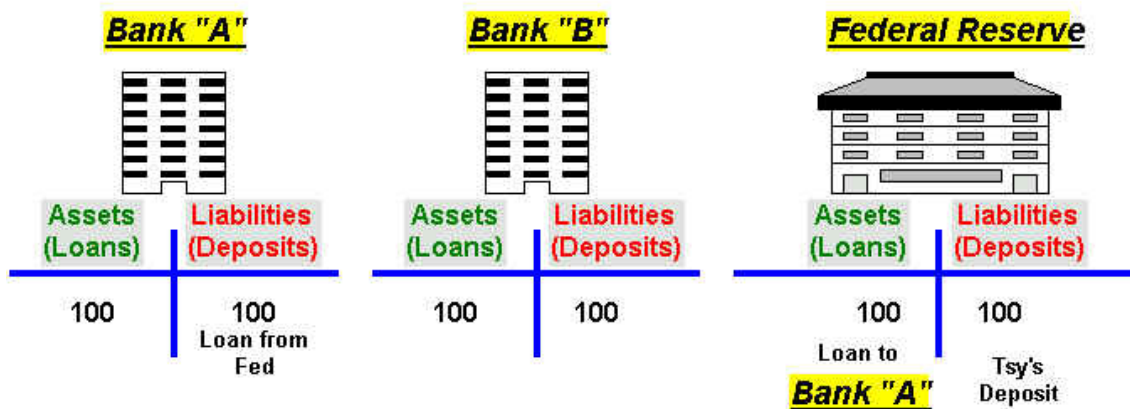 Bank "A"
Bank "B"
Federal Reserve
Assets
(Loans)
Liabilities
(Deposits)
Assets
(Loans)
Liabilities
(Deposits)
Assets
(Loans)
Liabilities
(Deposits)
100
100
Loan from
Fed
100
100
100
100
Loan to
Bank "A"
Tsy's
Deposit